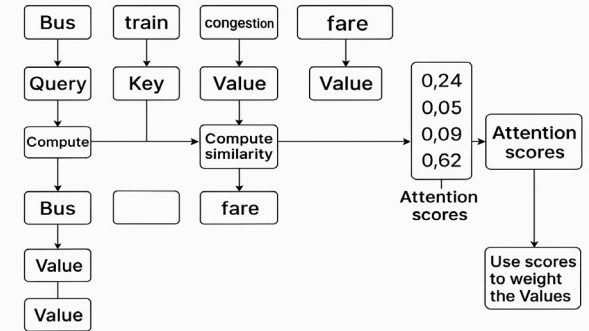 Bus
train
congestion
fare
Query
Key
Value
Value
0,24
0,05
0,09
0,62
Compute
Compute
similarity
Attention
scores
Attention
scores
Bus
fare
Value
Use scores
to weight
the Values
Value